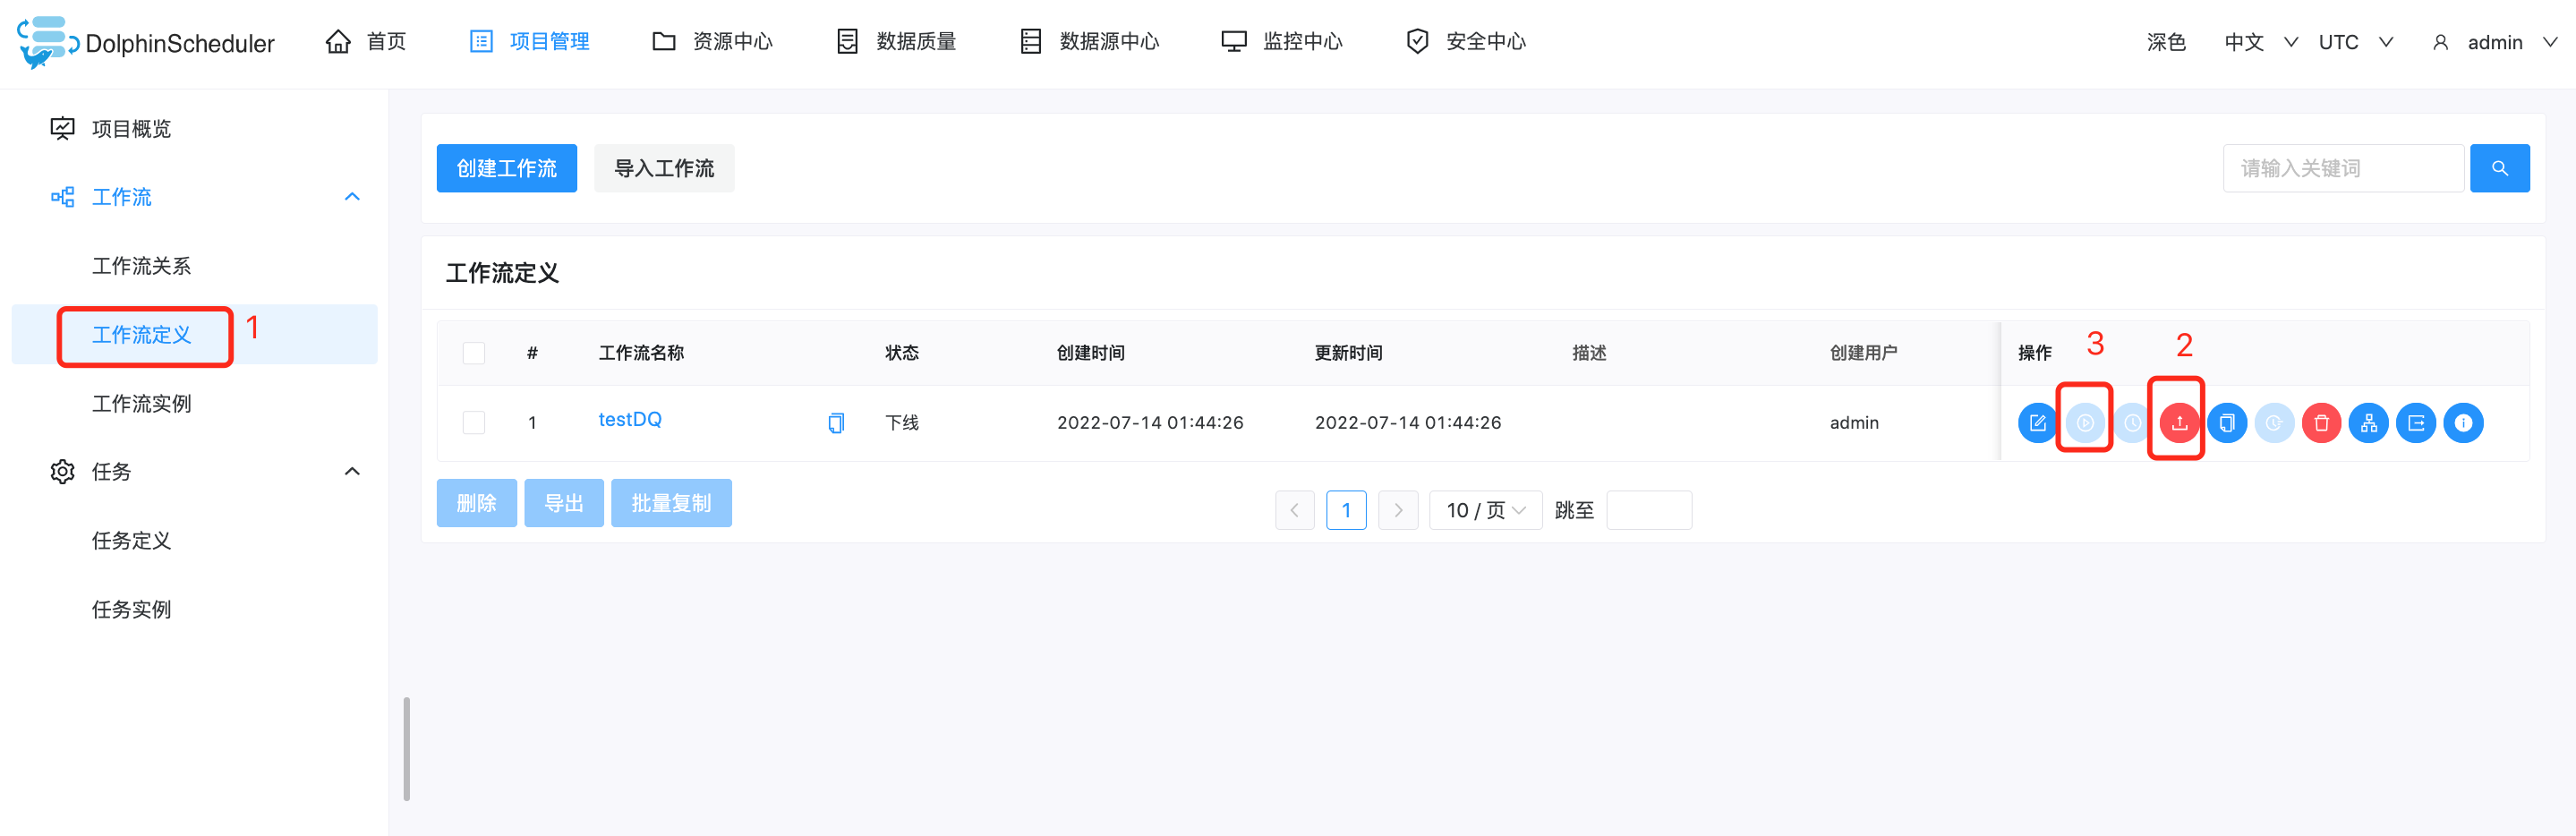 DolphinScheduler 首页 项目管理 资源中心 数据质量 数据源中心 监控中心 安全中心 深色 中文 UTC admin
项目概览
工作流
工作流关系
工作流定义 1
工作流实例
任务
任务定义
任务实例
创建工作流 导入工作流 请输入关键词
工作流定义
# 工作流名称 状态 创建时间 更新时间 描述 创建用户 操作 3 2
1 testDQ 下线 2022-07-14 01:44:26 2022-07-14 01:44:26 admin
删除 导出 批量复制 1 10 / 页 跳至